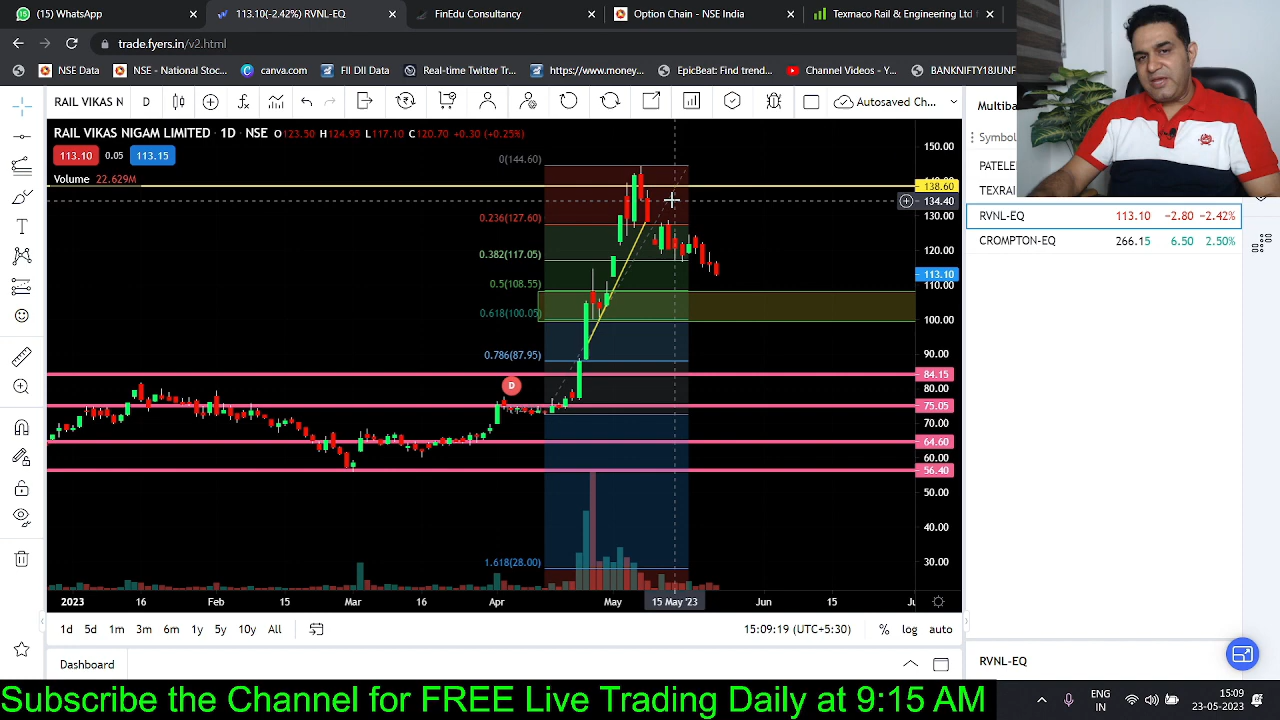 WhatsApp (15)
113.10(-2.42%) RVNL-EQ
FinEdu Consultancy
Option Chain - NSE India
Texmaco Rail & Engineering Ltd
trade.fyers.in/v2.html
NSE Data
NSE - National Stoc...
canva.com
FII DII Data
Option Writer Trap...
https://www.money...
EpicBeat Find and...
Channel Videos - Y...
BANKNIFTY18JUNF
RAIL VIKAS N
D
Autosaved Ch...
Multiba
RAIL VIKAS NIGAM LIMITED · 1D · NSE O123.50 H124.95 L117.10 C120.70 +0.30 (+0.25%)
113.10 0.05 113.15
Volume 22.629M
Symbol
PATELE
TEXRAI
RVNL-EQ 113.10 −2.80 −2.42%
CROMPTON-EQ 266.15 6.50 2.50%
0(144.60)
0.236(127.60)
0.382(117.05)
0.5(108.55)
0.618(100.05)
0.786(87.95)
1.618(28.00)
D
150.00
138.60
134.40
130.00
120.00
113.10
110.00
100.00
90.00
84.15
80.00
75.05
70.00
64.60
60.00
56.40
50.00
40.00
30.00
2023 16 Feb 15 Mar 16 Apr May 15 May '23 Jun 15 Ju
1d 5d 1m 3m 6m 1y 5y 10y All
15:09:19 (UTC+5:30) % log auto
Dashboard
RVNL-EQ
Subscribe the Channel for FREE Live Trading Daily at 9:15 AM
ENG
IN
15:09
23-05-2023